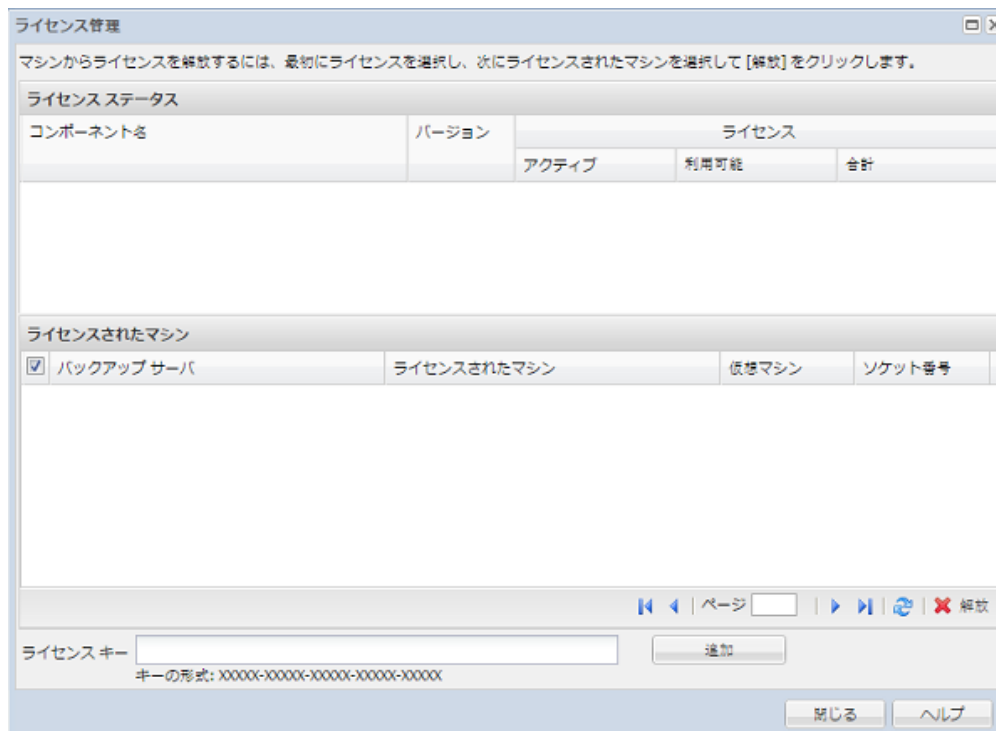 ライセンス管理
マシンからライセンスを解放するには、最初にライセンスを選択し、次にライセンスされたマシンを選択して [解放] をクリックします。
ライセンス ステータス
コンポーネント名 バージョン ライセンス
アクティブ 利用可能 合計
ライセンスされたマシン
バックアップ サーバ ライセンスされたマシン 仮想マシン ソケット番号
ページ 解放
ライセンス キー 追加
キーの形式: XXXXX-XXXXX-XXXXX-XXXXX-XXXXX
閉じる ヘルプ